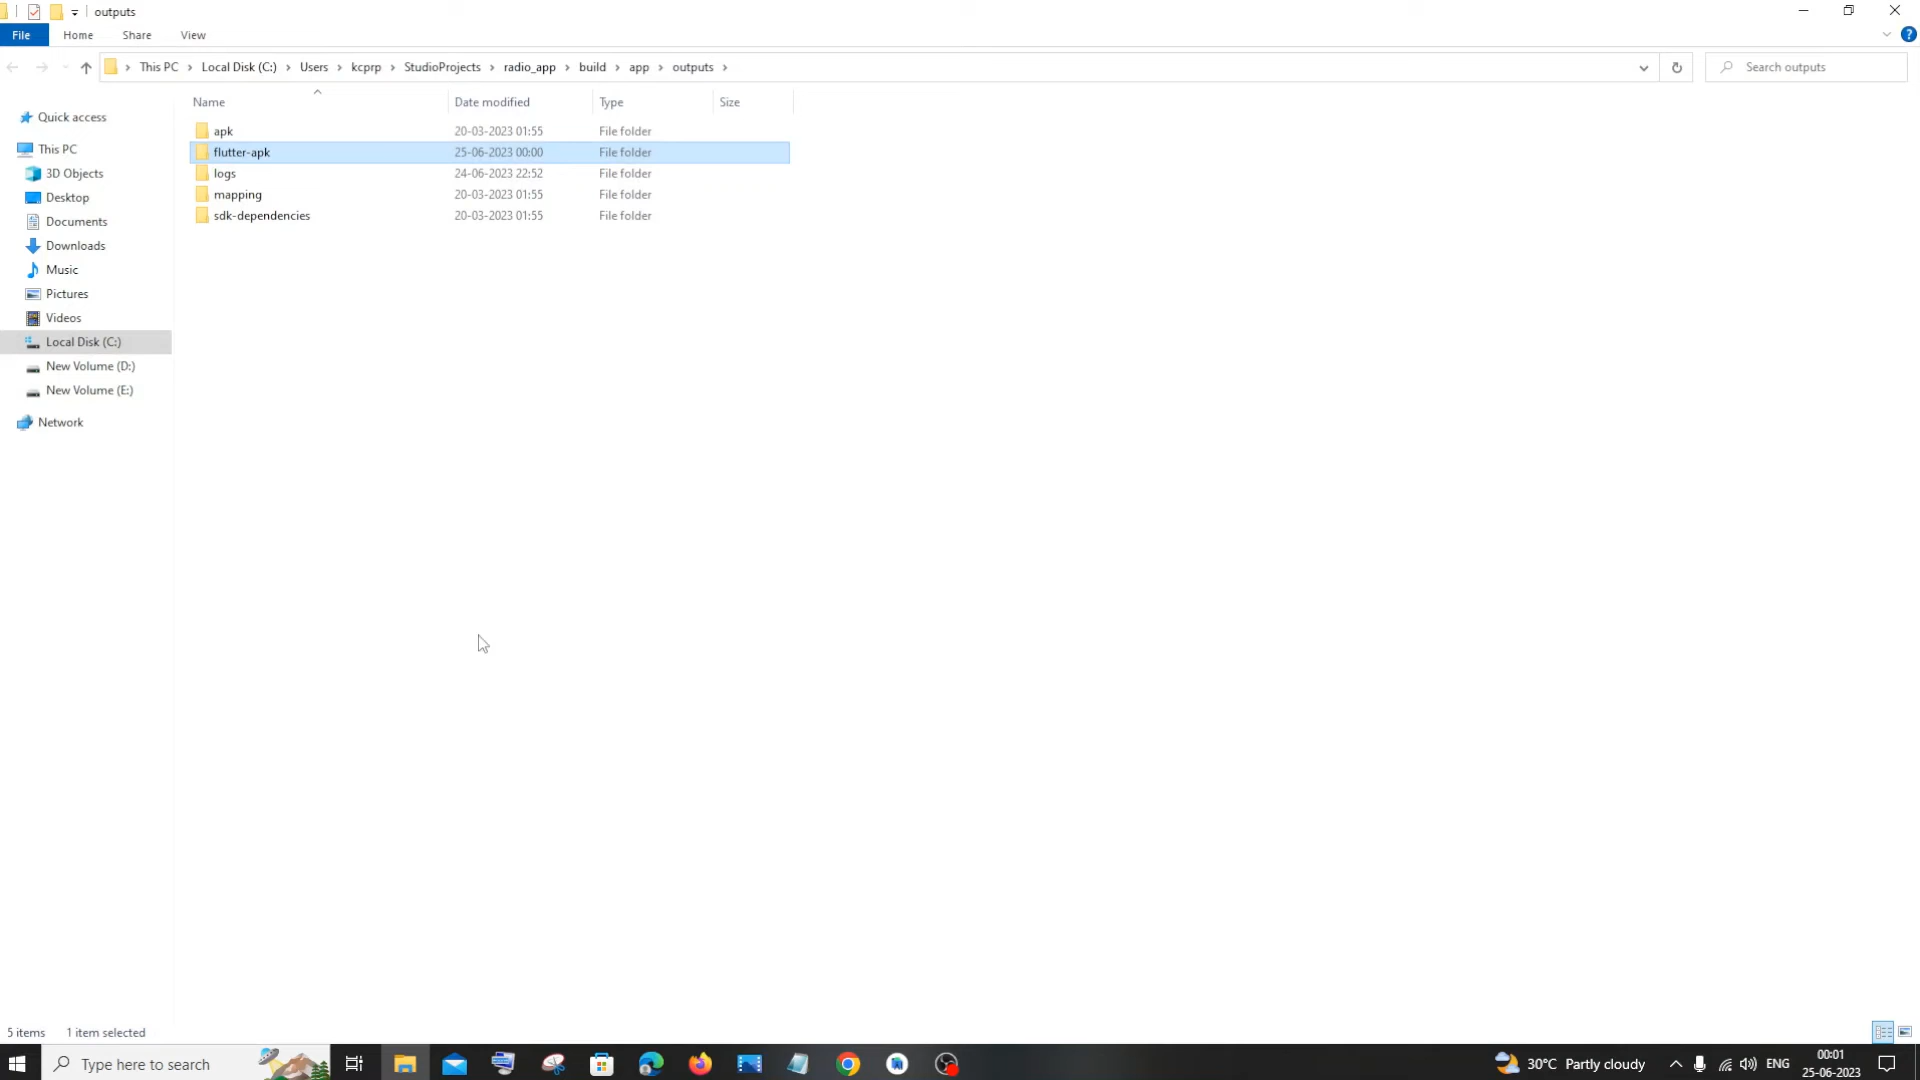 outputs
File Home Share View
This PC Local Disk (C:) Users kcprp StudioProjects radio_app build app outputs
Search outputs
Name Date modified Type Size
Quick access
This PC
3D Objects
Desktop
Documents
Downloads
Music
Pictures
Videos
Local Disk (C:)
New Volume (D:)
New Volume (E:)
Network
apk 20-03-2023 01:55 File folder
flutter-apk 25-06-2023 00:00 File folder
logs 24-06-2023 22:52 File folder
mapping 20-03-2023 01:55 File folder
sdk-dependencies 20-03-2023 01:55 File folder
5 items 1 item selected
Type here to search
30°C Partly cloudy
ENG
00:01
25-06-2023